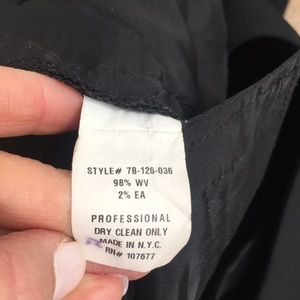 STYLE# 78-126-036
98% WV
2% EA
PROFESSIONAL
DRY CLEAN ONLY
MADE IN N.Y.C.
RN# 107677